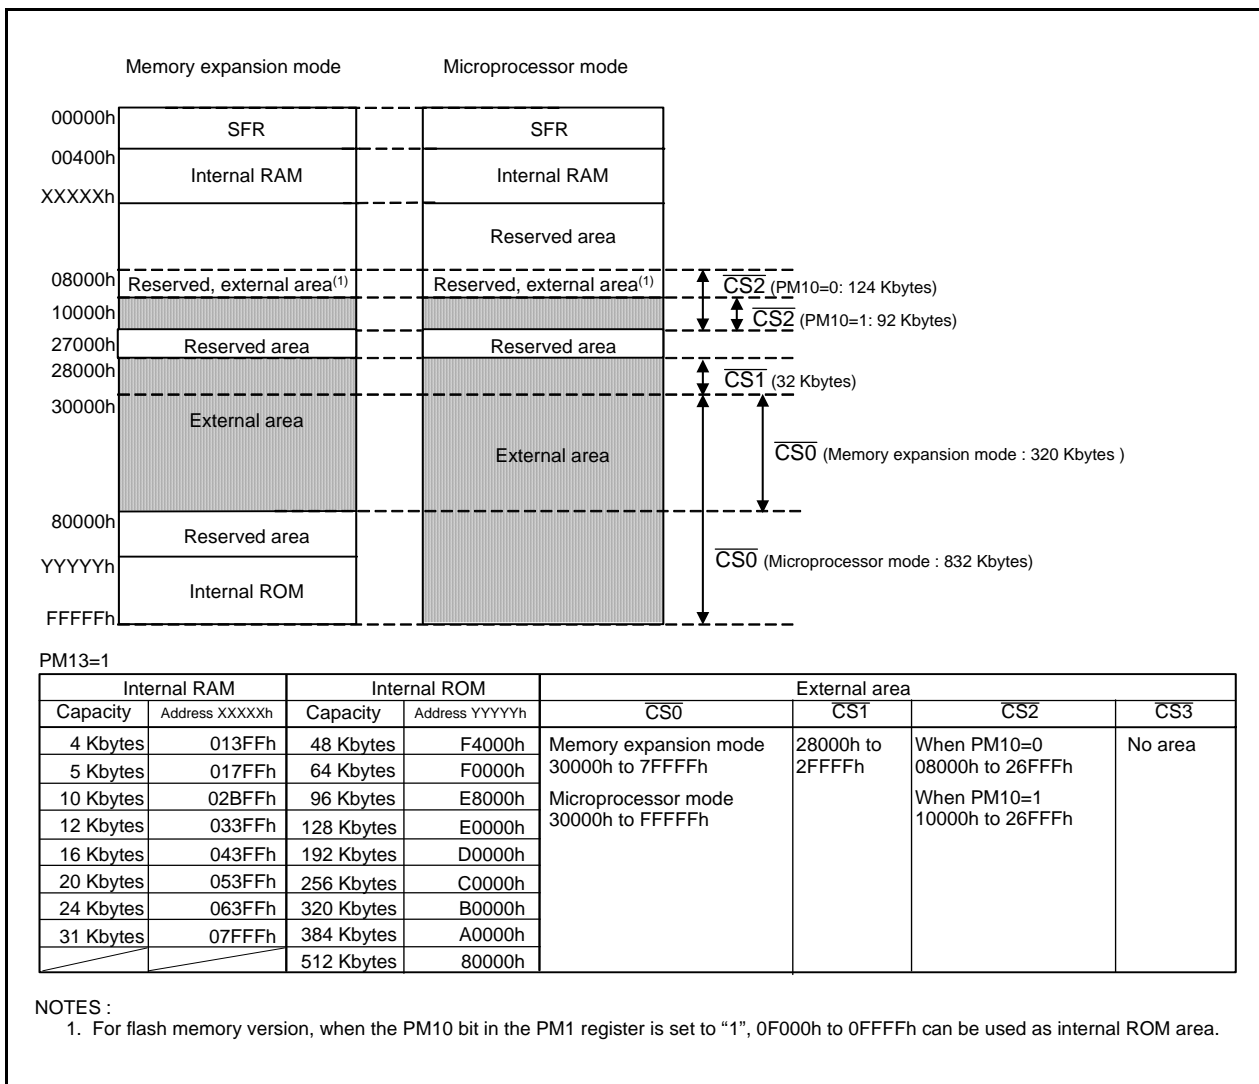 Memory expansion mode Microprocessor mode
00000h SFR SFR
00400h
Internal RAM Internal RAM
XXXXXh
Reserved area
08000h Reserved, external area(1) Reserved, external area(1) CS2 (PM10=0: 124 Kbytes)
10000h CS2 (PM10=1: 92 Kbytes)
27000h Reserved area Reserved area
28000h CS1 (32 Kbytes)
30000h
External area
External area CS0 (Memory expansion mode : 320 Kbytes )
80000h
Reserved area
YYYYYh CS0 (Microprocessor mode : 832 Kbytes)
Internal ROM
FFFFFh
PM13=1
Internal RAM Internal ROM External area
Capacity Address XXXXXh Capacity Address YYYYYh CS0 CS1 CS2 CS3
4 Kbytes 013FFh 48 Kbytes F4000h Memory expansion mode 28000h to When PM10=0 No area
5 Kbytes 017FFh 64 Kbytes F0000h 30000h to 7FFFFh 2FFFFh 08000h to 26FFFh
10 Kbytes 02BFFh 96 Kbytes E8000h Microprocessor mode When PM10=1
12 Kbytes 033FFh 128 Kbytes E0000h 30000h to FFFFFh 10000h to 26FFFh
16 Kbytes 043FFh 192 Kbytes D0000h
20 Kbytes 053FFh 256 Kbytes C0000h
24 Kbytes 063FFh 320 Kbytes B0000h
31 Kbytes 07FFFh 384 Kbytes A0000h
512 Kbytes 80000h
NOTES :
1. For flash memory version, when the PM10 bit in the PM1 register is set to “1”, 0F000h to 0FFFFh can be used as internal ROM area.